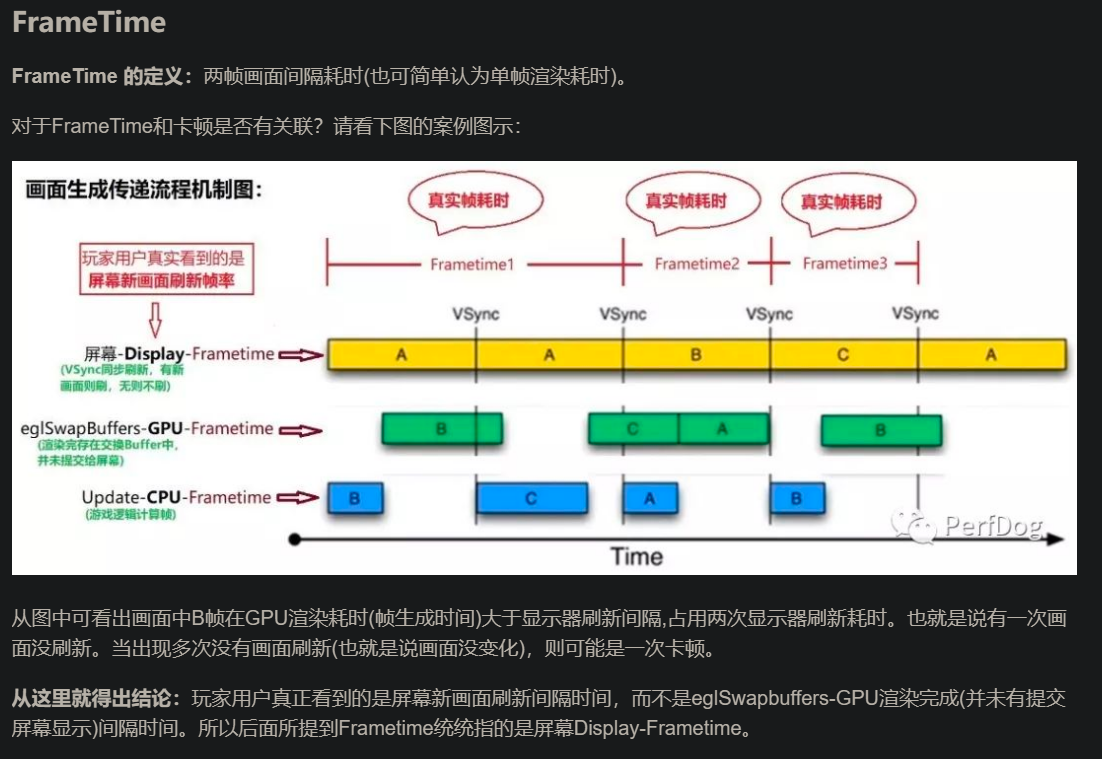 FrameTime
FrameTime 的定义：两帧画面间隔耗时(也可简单认为单帧渲染耗时)。
对于FrameTime和卡顿是否有关联？请看下图的案例图示：
画面生成传递流程机制图：
真实帧耗时
真实帧耗时
真实帧耗时
玩家用户真实看到的是
屏幕新画面刷新帧率
Frametime1
Frametime2
Frametime3
VSync
VSync
VSync
VSync
屏幕-Display-Frametime
(VSync同步刷新，有新
画面则刷，无则不刷)
A
A
B
C
A
eglSwapBuffers-GPU-Frametime
(渲染完存在交换Buffer中，
并未提交给屏幕)
B
C
A
B
Update-CPU-Frametime
(游戏逻辑计算帧)
B
C
A
B
PerfDog
Time
从图中可看出画面中B帧在GPU渲染耗时(帧生成时间)大于显示器刷新间隔,占用两次显示器刷新耗时。也就是说有一次画
面没刷新。当出现多次没有画面刷新(也就是说画面没变化)，则可能是一次卡顿。
从这里就得出结论：玩家用户真正看到的是屏幕新画面刷新间隔时间，而不是eglSwapbuffers-GPU渲染完成(并未有提交
屏幕显示)间隔时间。所以后面所提到Frametime统统指的是屏幕Display-Frametime。